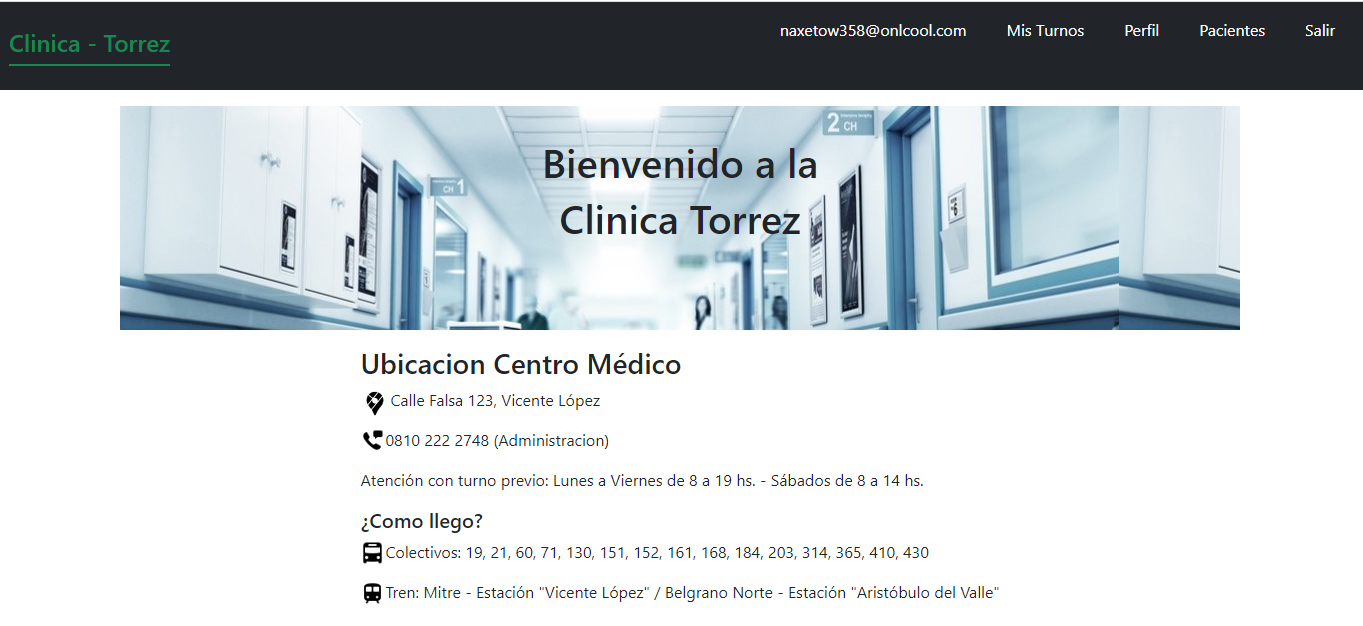 Clinica - Torrez
naxetow358@onlcool.com Mis Turnos Perfil Pacientes Salir
2 CH
CH 1
Bienvenido a la
Clinica Torrez
Ubicacion Centro Médico
Calle Falsa 123, Vicente López
0810 222 2748 (Administracion)
Atención con turno previo: Lunes a Viernes de 8 a 19 hs. - Sábados de 8 a 14 hs.
¿Como llego?
Colectivos: 19, 21, 60, 71, 130, 151, 152, 161, 168, 184, 203, 314, 365, 410, 430
Tren: Mitre - Estación "Vicente López" / Belgrano Norte - Estación "Aristóbulo del Valle"